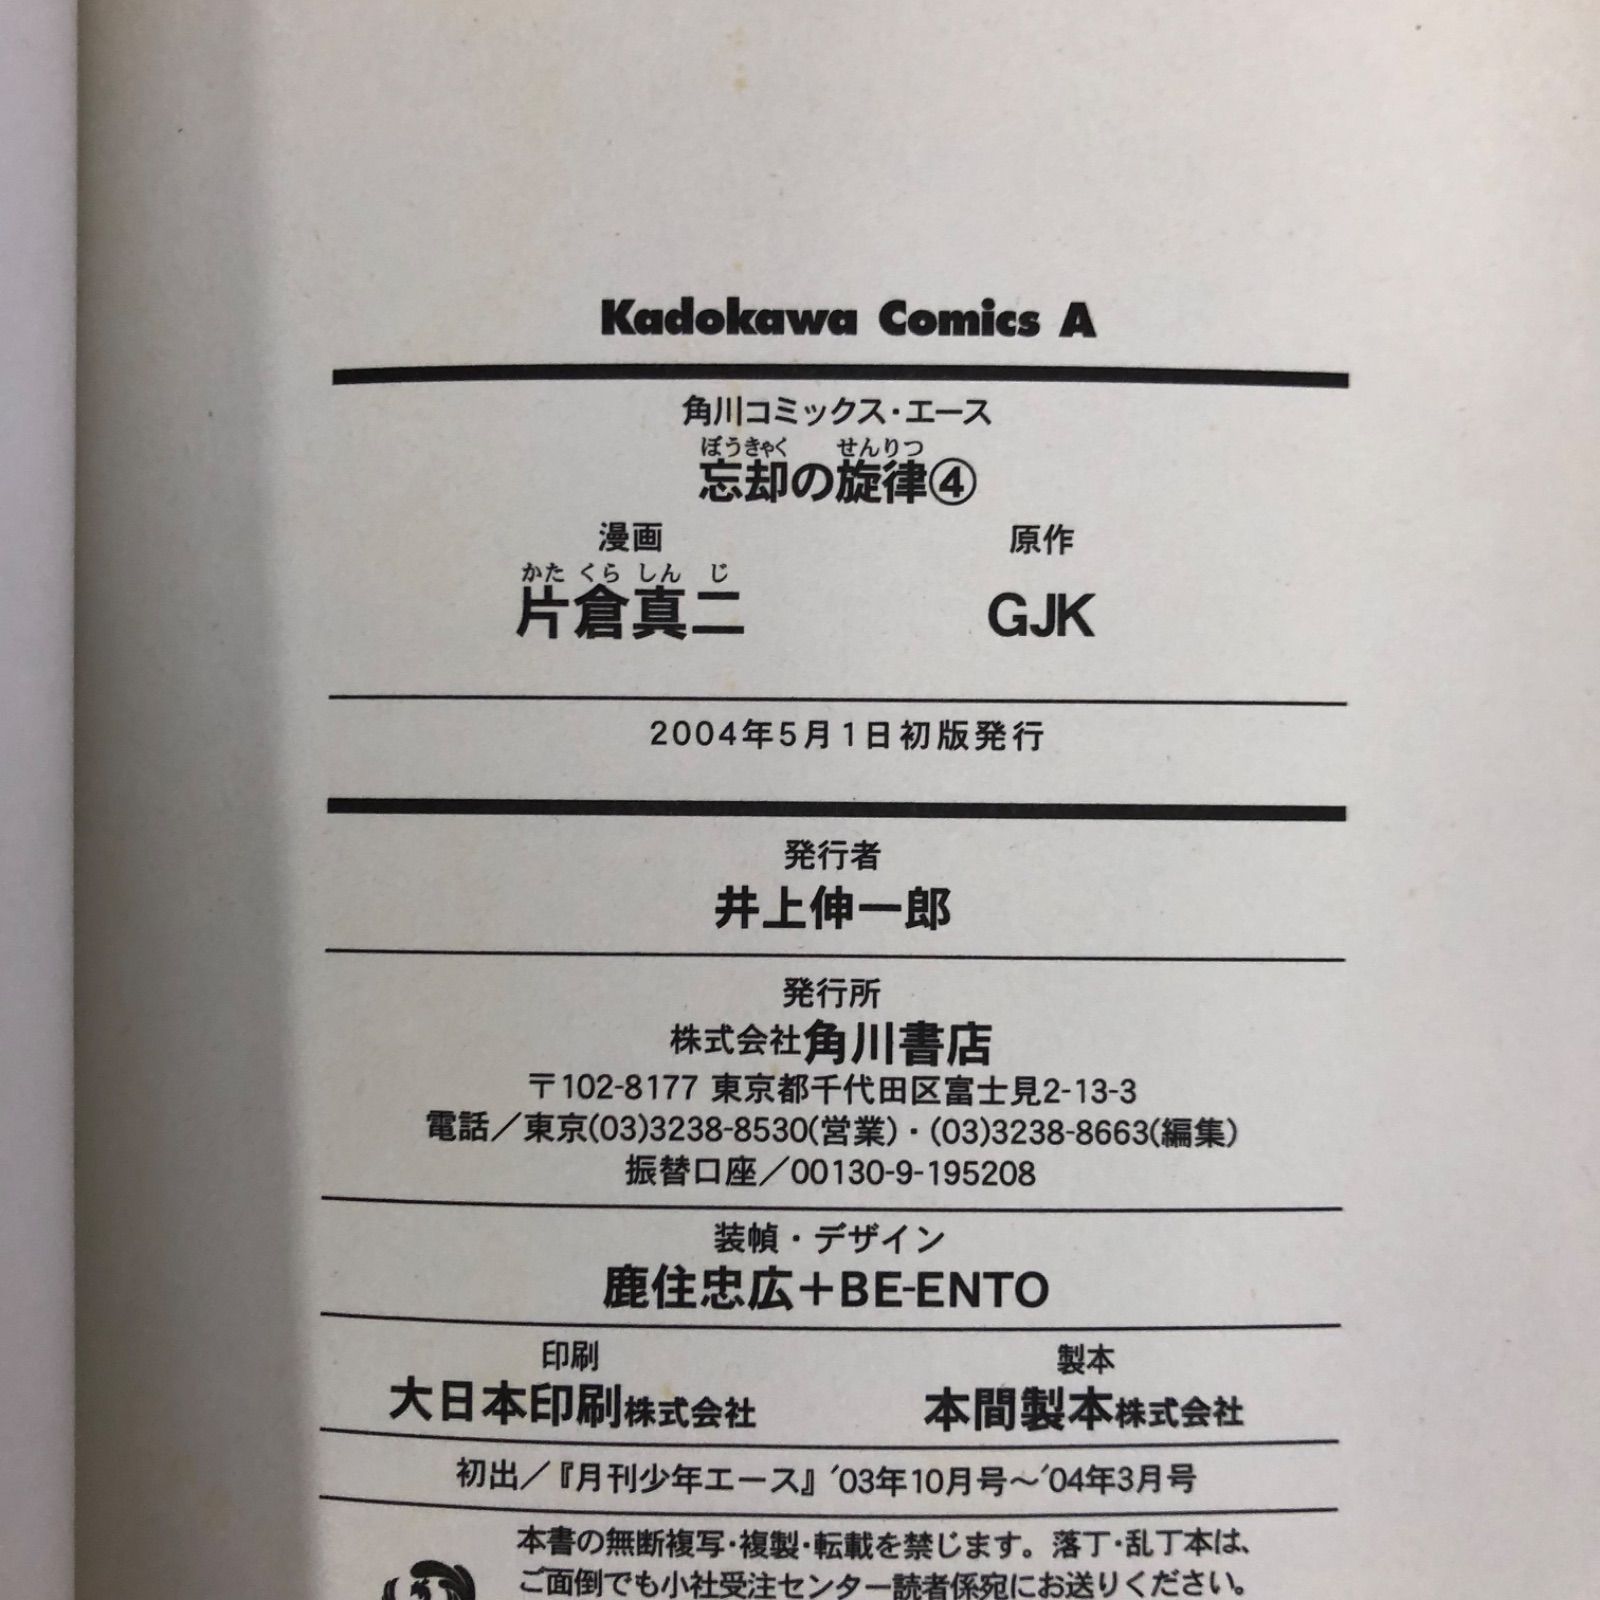 Kadokawa Comics A
角川コミックス・エース
ぼうきゃく せんりつ
忘却の旋律④
漫画 原作
かた くら しん じ
片倉真二 GJK
2004年5月1日初版発行
発行者
井上伸一郎
発行所
株式会社角川書店
〒102-8177 東京都千代田区富士見2-13-3
電話／東京(03)3238-8530(営業)・(03)3238-8663(編集)
振替口座／00130-9-195208
装幀・デザイン
鹿住忠広＋BE-ENTO
印刷 製本
大日本印刷株式会社 本間製本株式会社
初出／『月刊少年エース』'03年10月号～'04年3月号
本書の無断複写・複製・転載を禁じます。落丁・乱丁本は、
ご面倒でも小社受注センター読者係宛にお送りください。